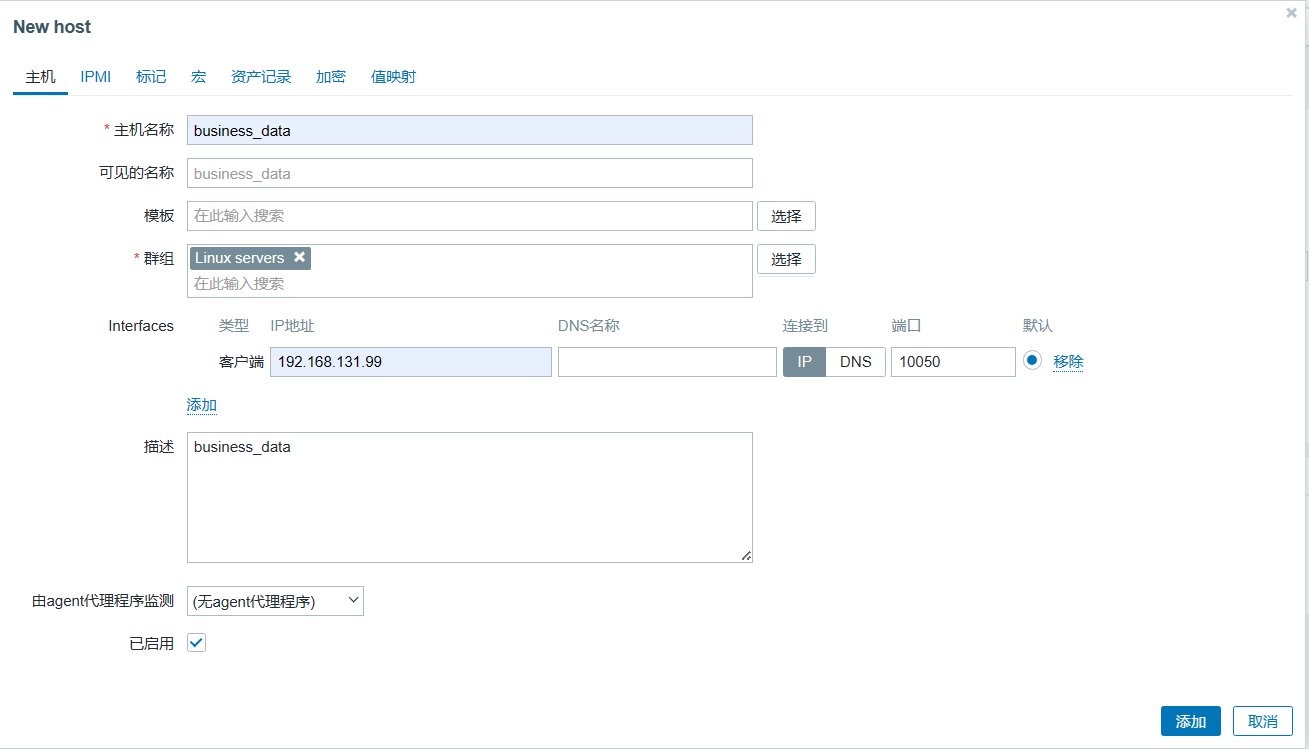 New host
主机 IPMI 标记 宏 资产记录 加密 值映射
* 主机名称 business_data
可见的名称 business_data
模板 在此输入搜索 选择
* 群组 Linux servers 选择
在此输入搜索
Interfaces 类型 IP地址 DNS名称 连接到 端口 默认
客户端 192.168.131.99 IP DNS 10050 移除
添加
描述 business_data
由agent代理程序监测 (无agent代理程序)
已启用
添加 取消